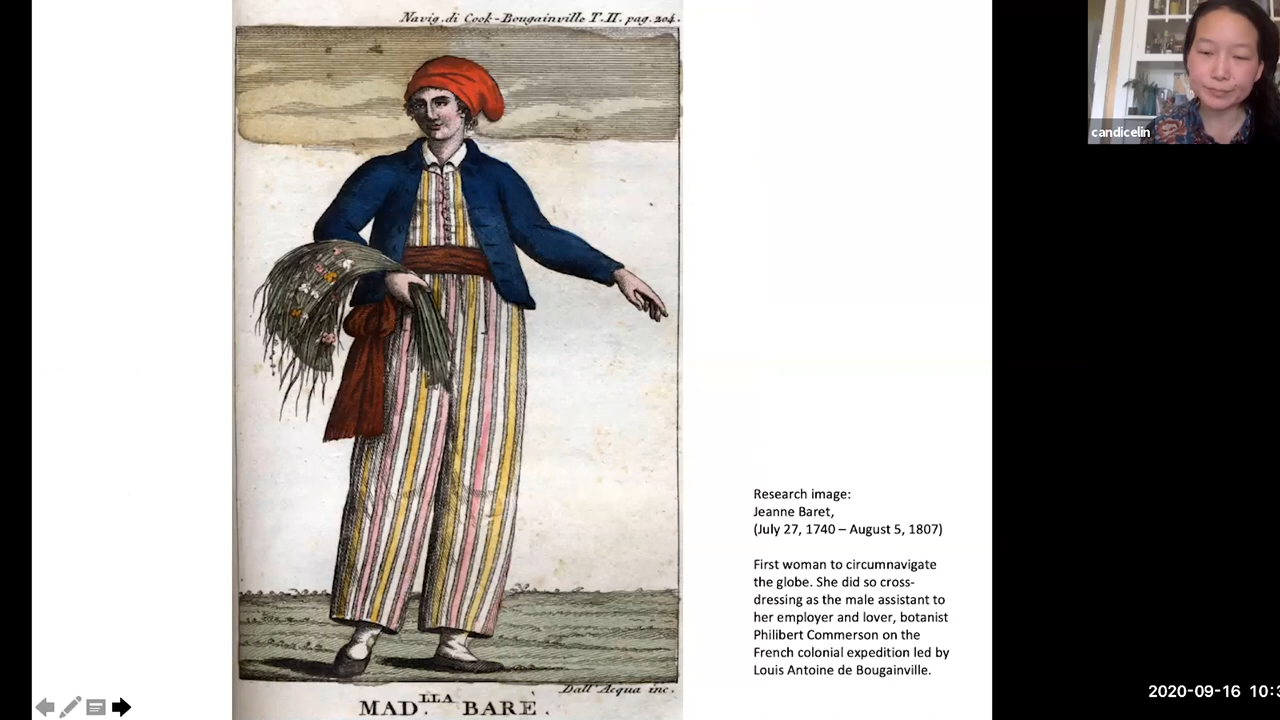 Navig. di Cook-Bougainville T. II. pag. 204.
candicelin
Research image:
Jeanne Baret,
(July 27, 1740 – August 5, 1807)
First woman to circumnavigate
the globe. She did so cross-
dressing as the male assistant to
her employer and lover, botanist
Philibert Commerson on the
French colonial expedition led by
Louis Antoine de Bougainville.
Dall' Acqua inc.
MAD.LLA BARÈ.
2020-09-16 10:3